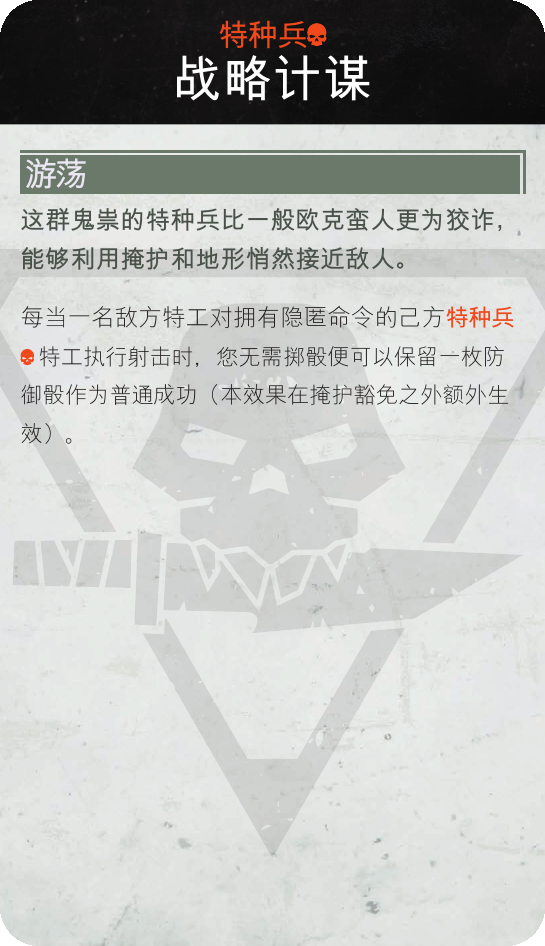 特种兵
战略计谋
游荡
这群鬼祟的特种兵比一般欧克蛮人更为狡诈，
能够利用掩护和地形悄然接近敌人。
每当一名敌方特工对拥有隐匿命令的己方特种兵
特工执行射击时，您无需掷骰便可以保留一枚防
御骰作为普通成功（本效果在掩护豁免之外额外生
效）。